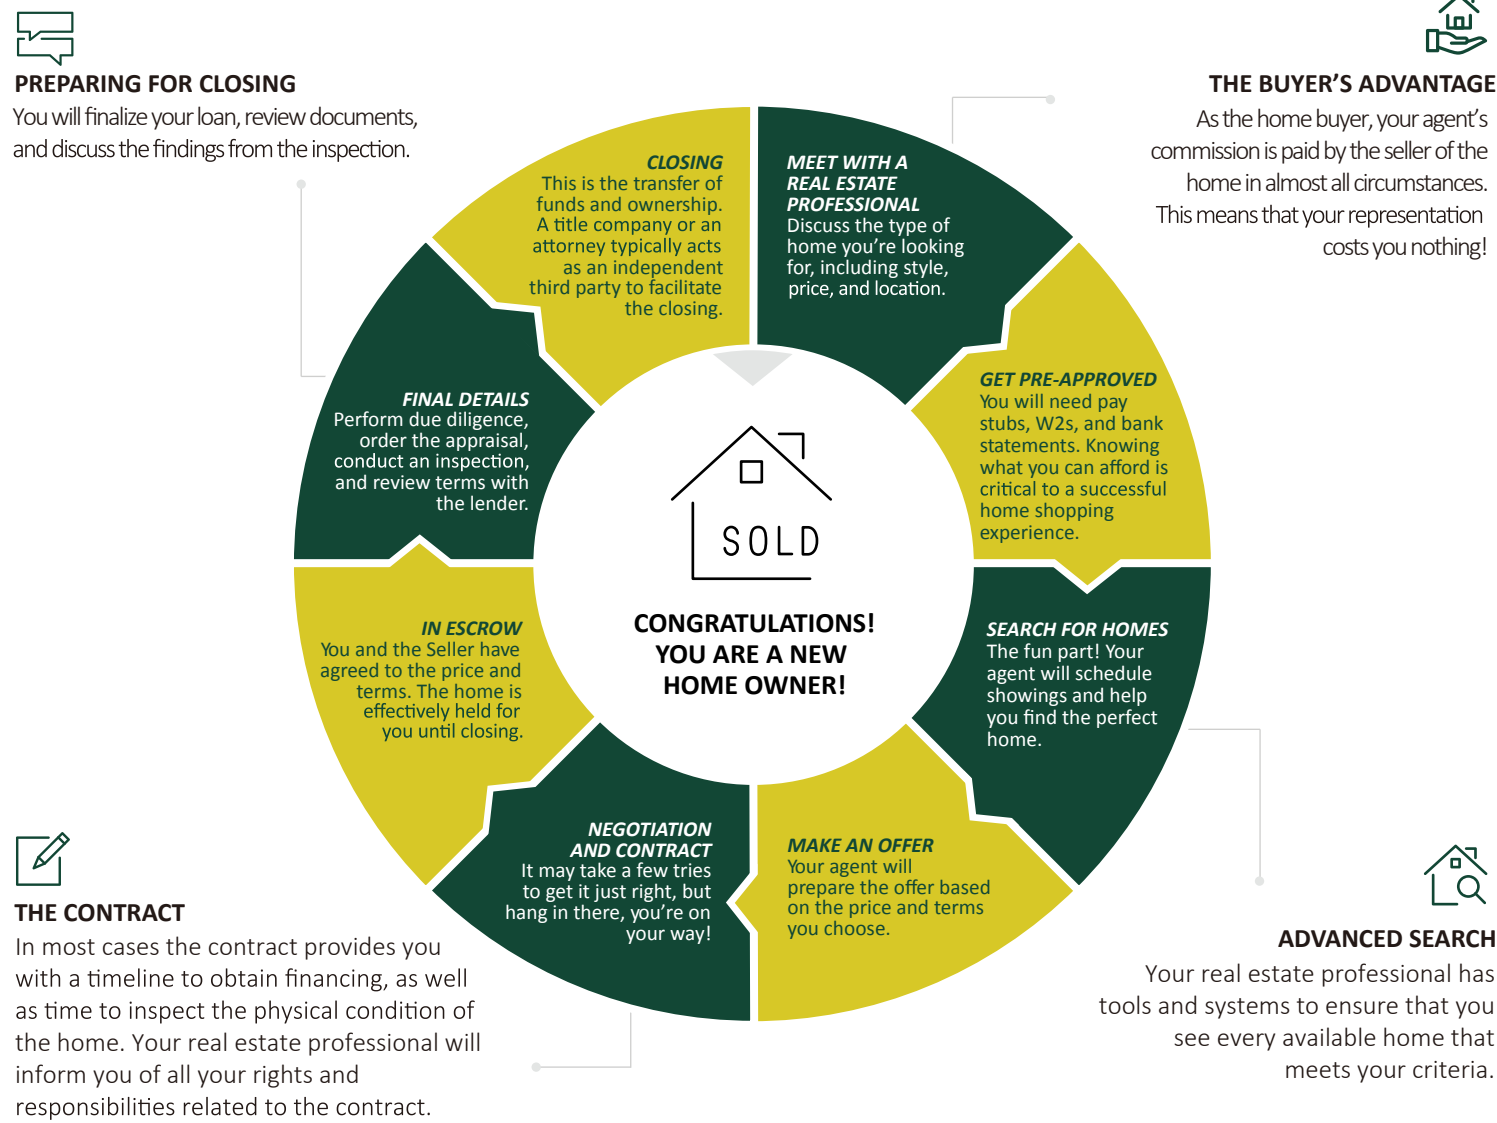 PREPARING FOR CLOSING
You will finalize your loan, review documents,
and discuss the findings from the inspection.
THE BUYER’S ADVANTAGE
As the home buyer, your agent’s
commission is paid by the seller of the
home in almost all circumstances.
This means that your representation
costs you nothing!
MEET WITH A
REAL ESTATE
PROFESSIONAL
Discuss the type of
home you’re looking
for, including style,
price, and location.
GET PRE-APPROVED
You will need pay
stubs, W2s, and bank
statements. Knowing
what you can afford is
critical to a successful
home shopping
experience.
SEARCH FOR HOMES
The fun part! Your
agent will schedule
showings and help
you find the perfect
home.
MAKE AN OFFER
Your agent will
prepare the offer based
on the price and terms
you choose.
NEGOTIATION
AND CONTRACT
It may take a few tries
to get it just right, but
hang in there, you’re on
your way!
IN ESCROW
You and the Seller have
agreed to the price and
terms. The home is
effectively held for
you until closing.
FINAL DETAILS
Perform due diligence,
order the appraisal,
conduct an inspection,
and review terms with
the lender.
CLOSING
This is the transfer of
funds and ownership.
A title company or an
attorney typically acts
as an independent
third party to facilitate
the closing.
SOLD
CONGRATULATIONS!
YOU ARE A NEW
HOME OWNER!
THE CONTRACT
In most cases the contract provides you
with a timeline to obtain financing, as well
as time to inspect the physical condition of
the home. Your real estate professional will
inform you of all your rights and
responsibilities related to the contract.
ADVANCED SEARCH
Your real estate professional has
tools and systems to ensure that you
see every available home that
meets your criteria.